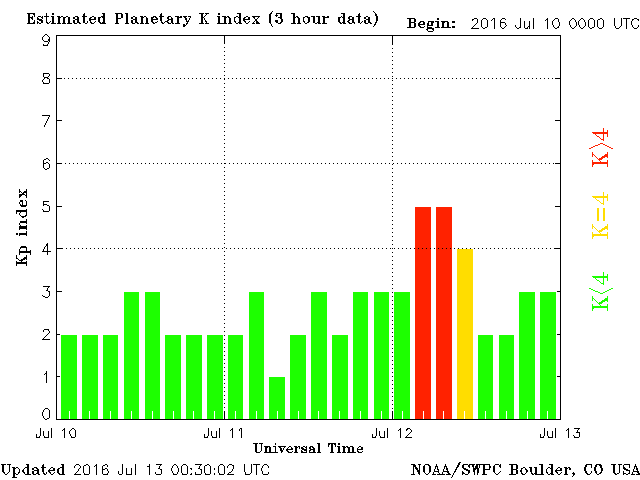 Estimated Planetary K index (3 hour data) Begin: 2016 Jul 10 0000 UTC
9
8
7
6
5
4
3
2
1
0
Kp index
K>4
K=4
K<4
Jul 10 Jul 11 Jul 12 Jul 13
Universal Time
Updated 2016 Jul 13 00:30:02 UTC NOAA/SWPC Boulder, CO USA